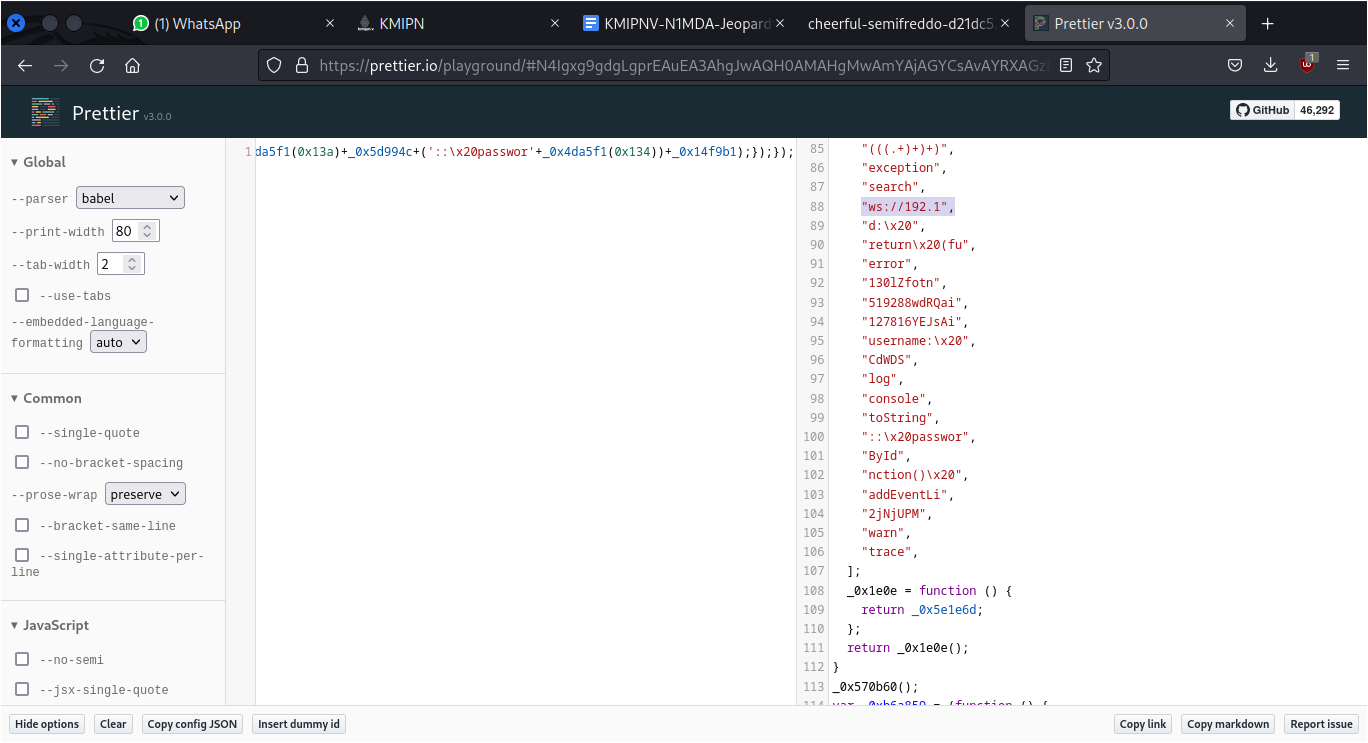 (1) WhatsApp
KMIPN
KMIPNV-N1MDA-Jeopard
cheerful-semifreddo-d21dc5.
Prettier v3.0.0
https://prettier.io/playground/#N4Igxg9gdgLgprEAuEA3AhgJwAQH0AMAHgMwAmYAjAGYCsAvAYRXAGzl
1
Prettier v3.0.0
GitHub 46,292
Global
--parser babel
--print-width 80
--tab-width 2
--use-tabs
--embedded-language-
formatting auto
Common
--single-quote
--no-bracket-spacing
--prose-wrap preserve
--bracket-same-line
--single-attribute-per-
line
JavaScript
--no-semi
--jsx-single-quote
1 da5f1(0x13a)+_0x5d994c+('::\x20passwor'+_0x4da5f1(0x134))+_0x14f9b1);});});
85 "(((.+)+)+)",
86 "exception",
87 "search",
88 "ws://192.1",
89 "d:\x20",
90 "return\x20(fu",
91 "error",
92 "130lZfotn",
93 "519288wdRQai",
94 "127816YEJsAi",
95 "username:\x20",
96 "CdWDS",
97 "log",
98 "console",
99 "toString",
100 "::\x20passwor",
101 "ById",
102 "nction()\x20",
103 "addEventLi",
104 "2jNjUPM",
105 "warn",
106 "trace",
107 ];
108 _0x1e0e = function () {
109 return _0x5e1e6d;
110 };
111 return _0x1e0e();
112 }
113 _0x570b60();
114 var _0xb6a859 = (function () {
Hide options Clear Copy config JSON Insert dummy id Copy link Copy markdown Report issue